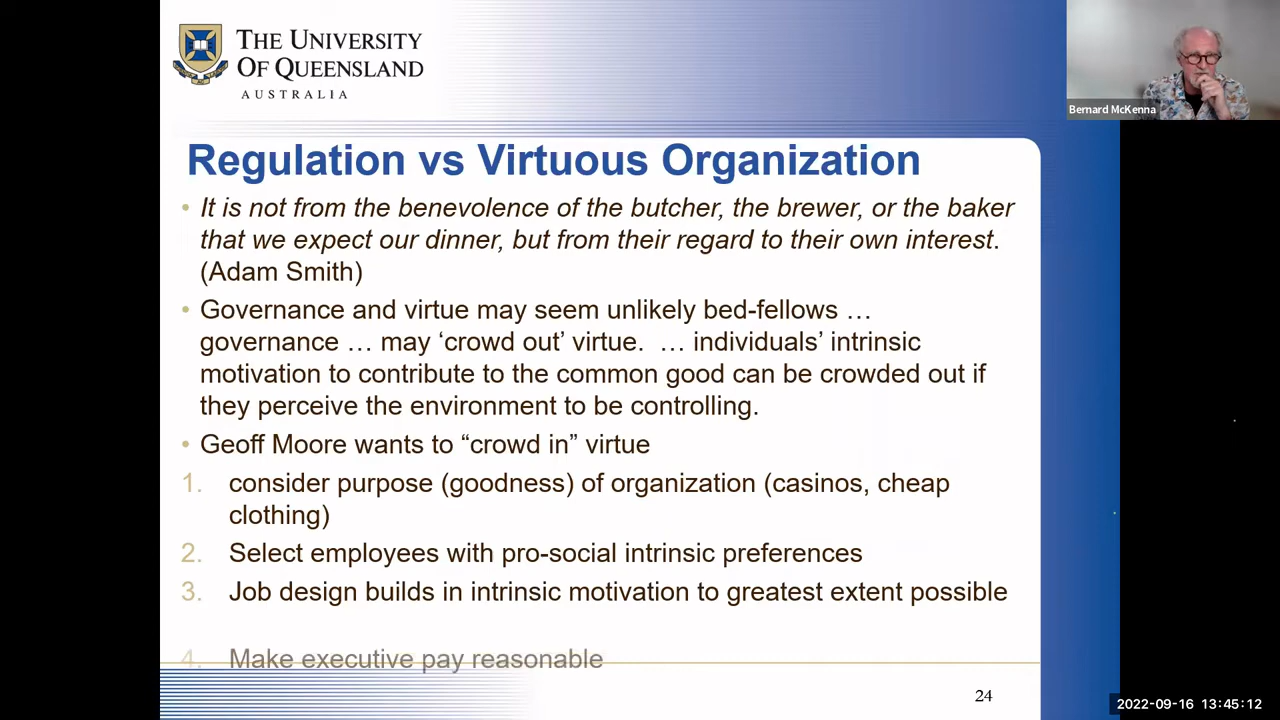 THE UNIVERSITY
OF QUEENSLAND
AUSTRALIA
Bernard McKenna
Regulation vs Virtuous Organization
• It is not from the benevolence of the butcher, the brewer, or the baker
that we expect our dinner, but from their regard to their own interest.
(Adam Smith)
• Governance and virtue may seem unlikely bed-fellows …
governance … may ‘crowd out’ virtue. … individuals’ intrinsic
motivation to contribute to the common good can be crowded out if
they perceive the environment to be controlling.
• Geoff Moore wants to “crowd in” virtue
1. consider purpose (goodness) of organization (casinos, cheap
clothing)
2. Select employees with pro-social intrinsic preferences
3. Job design builds in intrinsic motivation to greatest extent possible
4. Make executive pay reasonable
24
2022-09-16 13:45:12